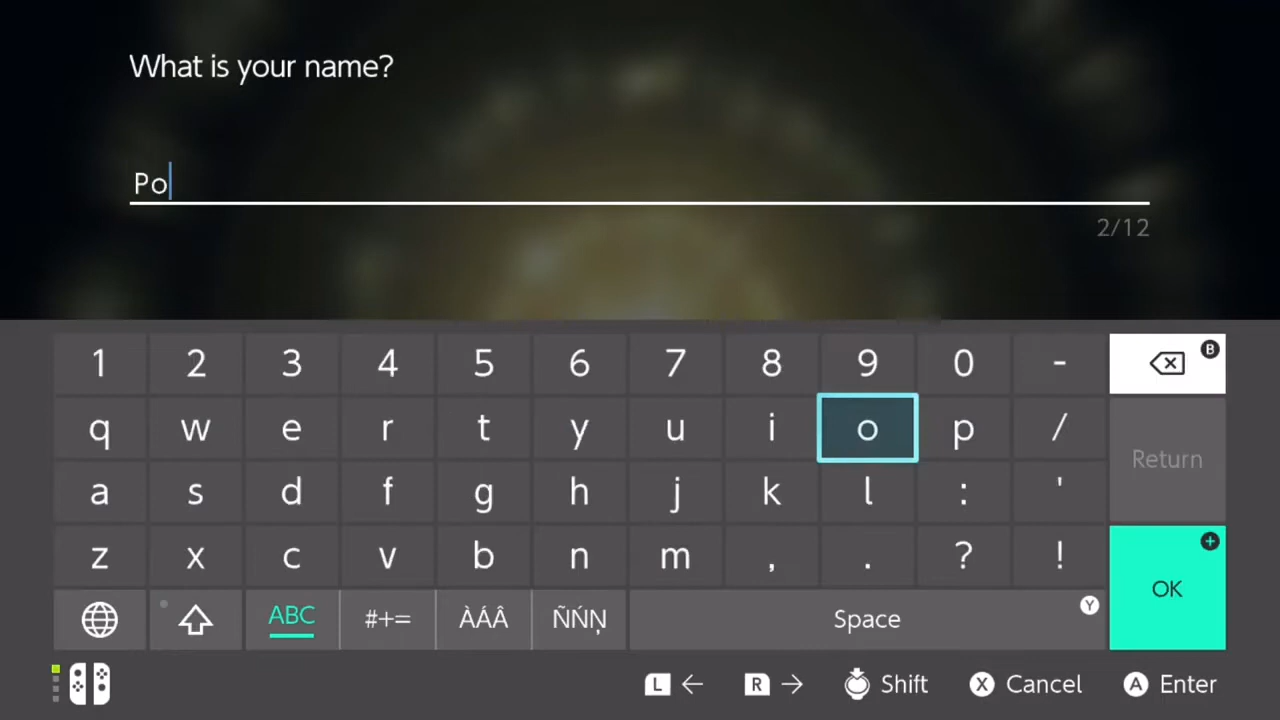 What is your name?
Po
2/12
1 2 3 4 5 6 7 8 9 0 - B
q w e r t y u i o p / Return
a s d f g h j k l : '
z x c v b n m , . ? ! + OK
ABC #+= ÀÁÂ ÑŃŅ Space Y
L ← R → Shift X Cancel A Enter